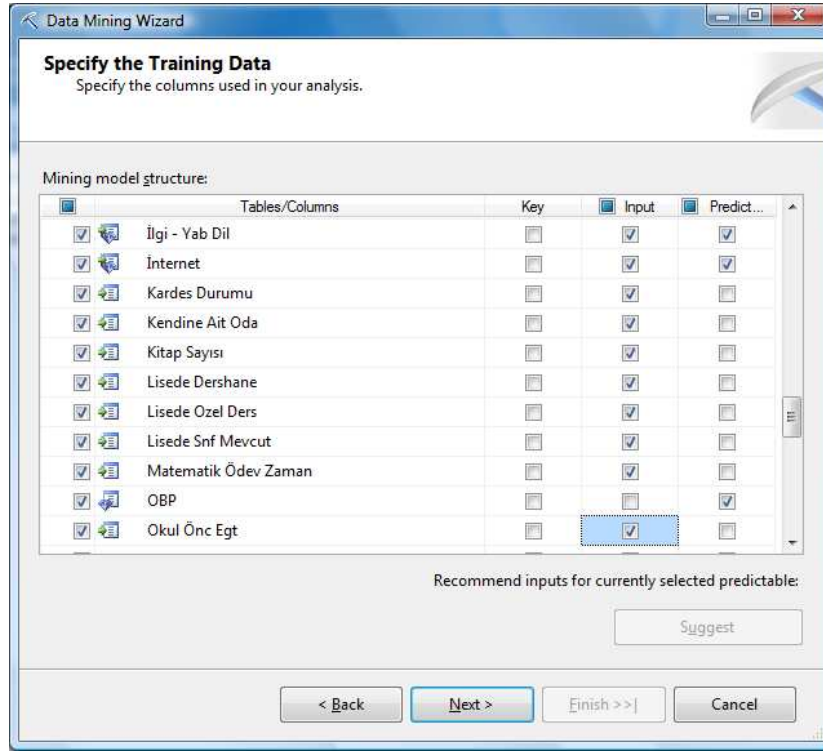 Data Mining Wizard
Specify the Training Data
Specify the columns used in your analysis.
Mining model structure:
Tables/Columns Key Input Predict...
İlgi - Yab Dil
İnternet
Kardes Durumu
Kendine Ait Oda
Kitap Sayısı
Lisede Dershane
Lisede Ozel Ders
Lisede Snf Mevcut
Matematik Ödev Zaman
OBP
Okul Önc Egt
Recommend inputs for currently selected predictable:
Suggest
< Back Next > Finish >>| Cancel